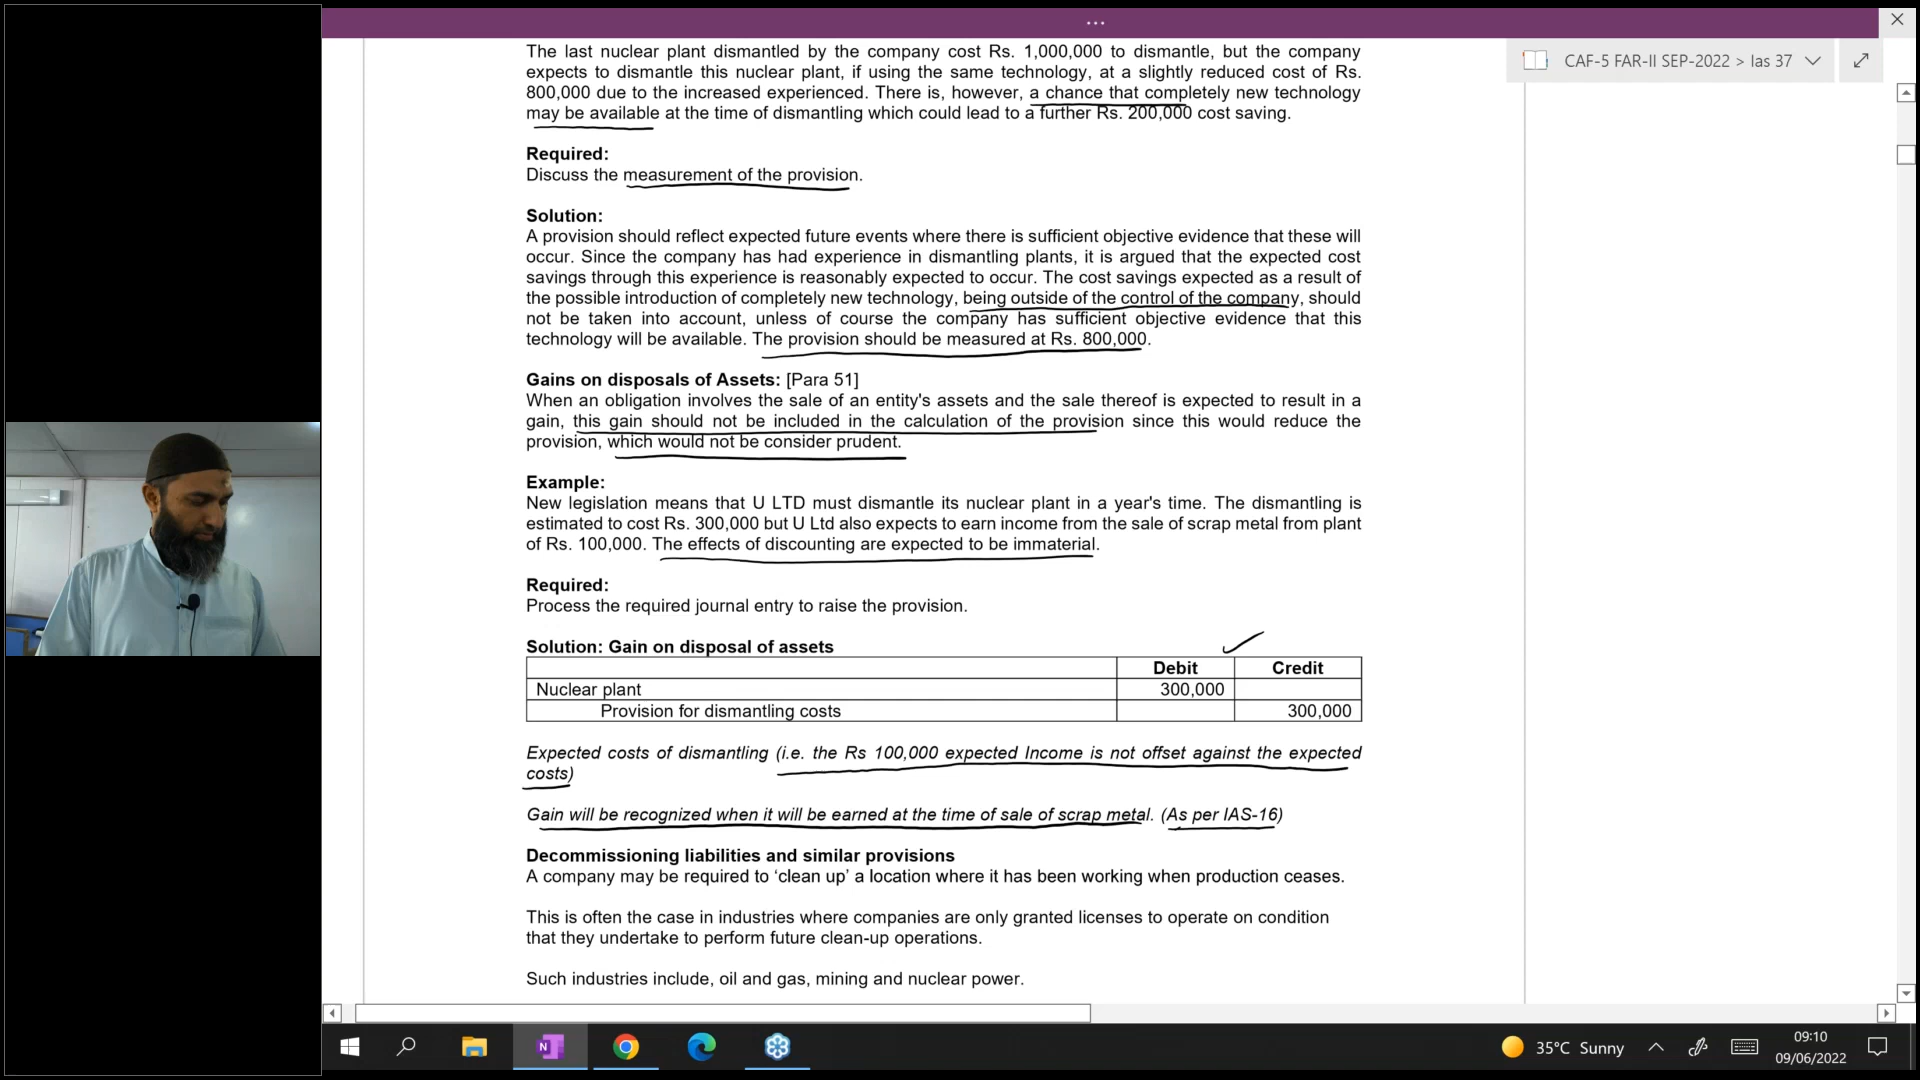 ...
CAF-5 FAR-II SEP-2022 > Ias 37
The last nuclear plant dismantled by the company cost Rs. 1,000,000 to dismantle, but the company
expects to dismantle this nuclear plant, if using the same technology, at a slightly reduced cost of Rs.
800,000 due to the increased experienced. There is, however, a chance that completely new technology
may be available at the time of dismantling which could lead to a further Rs. 200,000 cost saving.
Required:
Discuss the measurement of the provision.
Solution:
A provision should reflect expected future events where there is sufficient objective evidence that these will
occur. Since the company has had experience in dismantling plants, it is argued that the expected cost
savings through this experience is reasonably expected to occur. The cost savings expected as a result of
the possible introduction of completely new technology, being outside of the control of the company, should
not be taken into account, unless of course the company has sufficient objective evidence that this
technology will be available. The provision should be measured at Rs. 800,000.
Gains on disposals of Assets: [Para 51]
When an obligation involves the sale of an entity's assets and the sale thereof is expected to result in a
gain, this gain should not be included in the calculation of the provision since this would reduce the
provision, which would not be consider prudent.
Example:
New legislation means that U LTD must dismantle its nuclear plant in a year's time. The dismantling is
estimated to cost Rs. 300,000 but U Ltd also expects to earn income from the sale of scrap metal from plant
of Rs. 100,000. The effects of discounting are expected to be immaterial.
Required:
Process the required journal entry to raise the provision.
Solution: Gain on disposal of assets
Debit Credit
Nuclear plant 300,000
Provision for dismantling costs 300,000
Expected costs of dismantling (i.e. the Rs 100,000 expected Income is not offset against the expected
costs)
Gain will be recognized when it will be earned at the time of sale of scrap metal. (As per IAS-16)
Decommissioning liabilities and similar provisions
A company may be required to ‘clean up’ a location where it has been working when production ceases.
This is often the case in industries where companies are only granted licenses to operate on condition
that they undertake to perform future clean-up operations.
Such industries include, oil and gas, mining and nuclear power.
N
35°C Sunny
09:10
09/06/2022